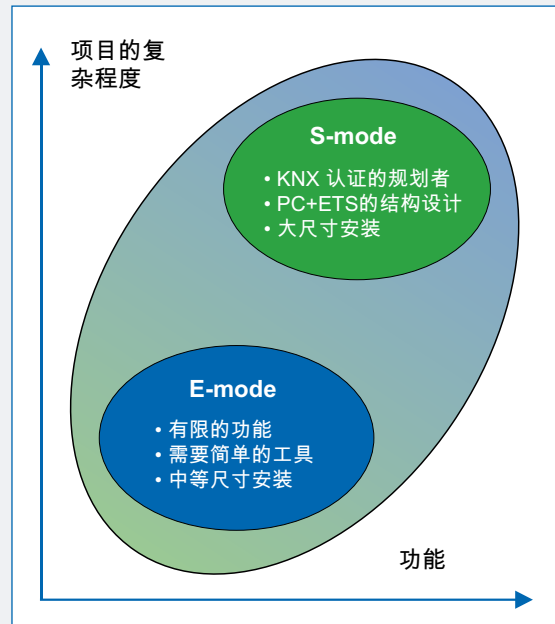 项目的复
杂程度
S-mode
• KNX 认证的规划者
• PC+ETS的结构设计
• 大尺寸安装
E-mode
• 有限的功能
• 需要简单的工具
• 中等尺寸安装
功能